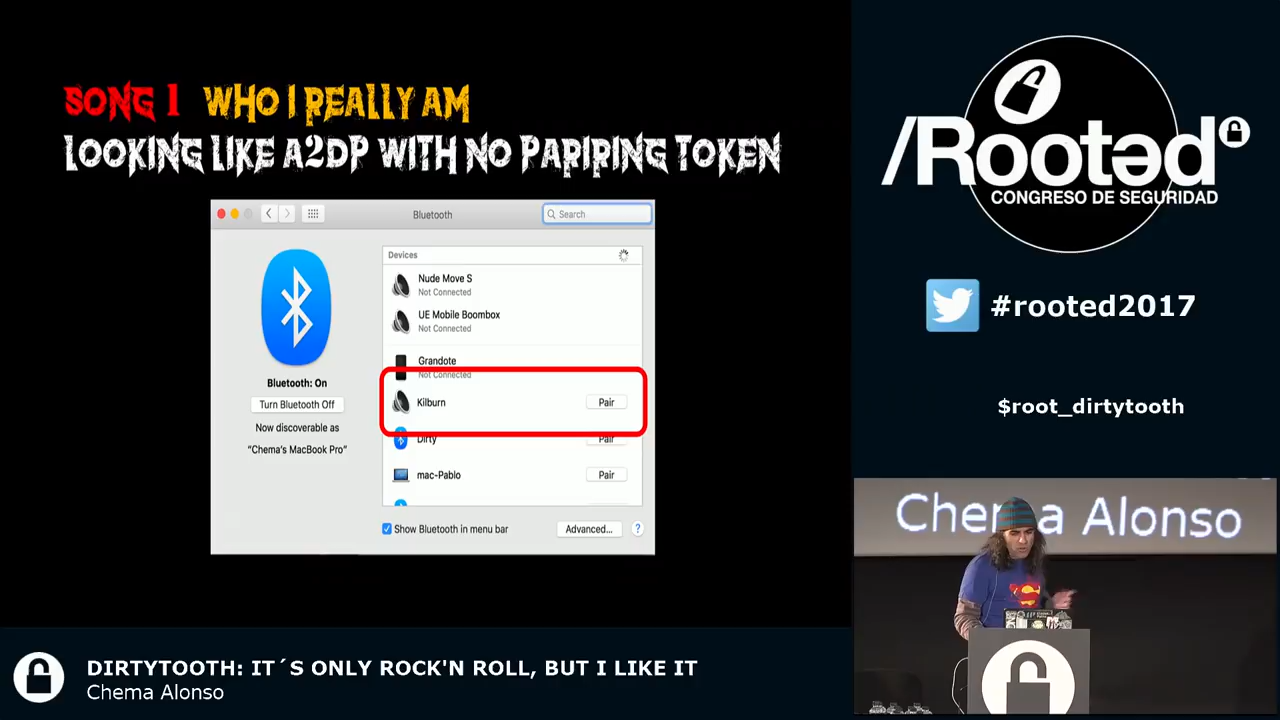 SONG 1 WHO I REALLY AM
LOOKING LIKE A2DP WITH NO PARIRING TOKEN
Bluetooth
Search
Devices
Nude Move S
Not Connected
UE Mobile Boombox
Not Connected
Grandote
Not Connected
Kilburn
Pair
Dirty
Pair
mac-Pablo
Pair
Bluetooth: On
Turn Bluetooth Off
Now discoverable as
“Chema's MacBook Pro”
Show Bluetooth in menu bar
Advanced...
?
/Rooted
CONGRESO DE SEGURIDAD
#rooted2017
$root_dirtytooth
Chema Alonso
DIRTYTOOTH: IT´S ONLY ROCK'N ROLL, BUT I LIKE IT
Chema Alonso